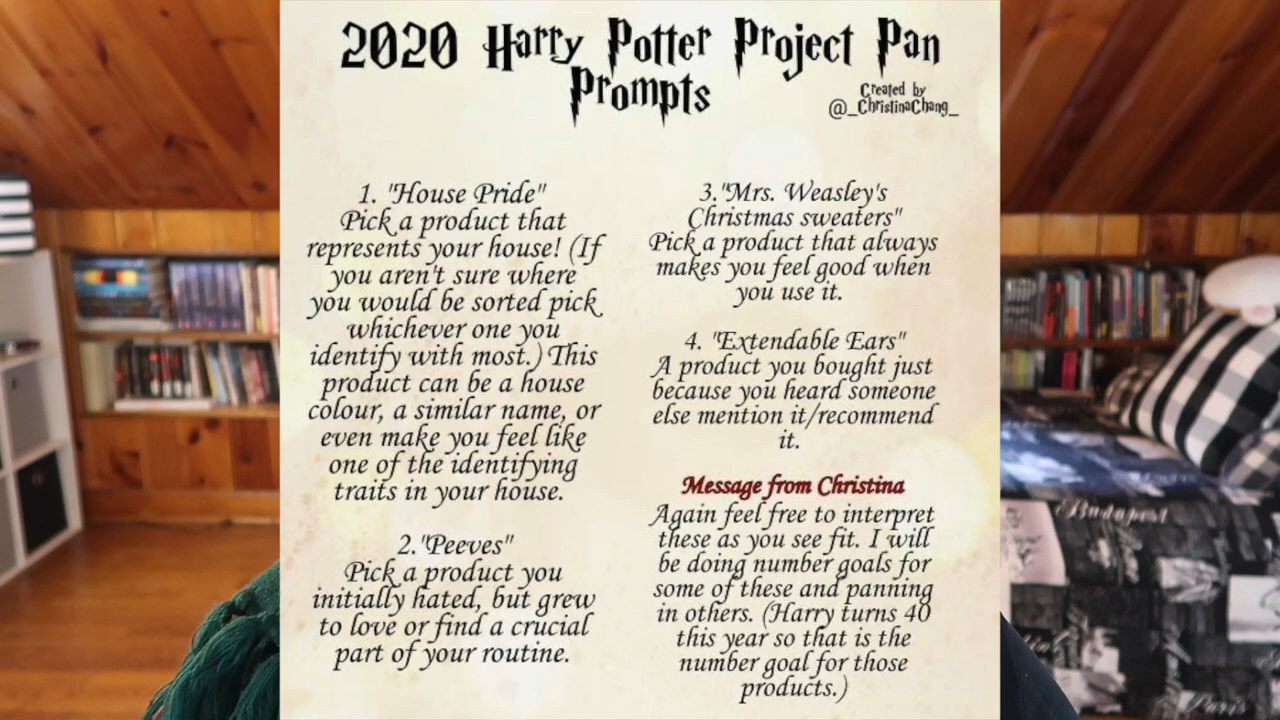 2020 Harry Potter Project Pan
Prompts
Created by
@_ChristinaChang_
1. "House Pride"
Pick a product that
represents your house! (If
you aren't sure where
you would be sorted pick
whichever one you
identify with most.) This
product can be a house
colour, a similar name, or
even make you feel like
one of the identifying
traits in your house.
2."Peeves"
Pick a product you
initially hated, but grew
to love or find a crucial
part of your routine.
3."Mrs. Weasley's
Christmas sweaters"
Pick a product that always
makes you feel good when
you use it.
4. "Extendable Ears"
A product you bought just
because you heard someone
else mention it/recommend
it.
Message from Christina
Again feel free to interpret
these as you see fit. I will
be doing number goals for
some of these and panning
in others. (Harry turns 40
this year so that is the
number goal for those
products.)
Budapest
Paris